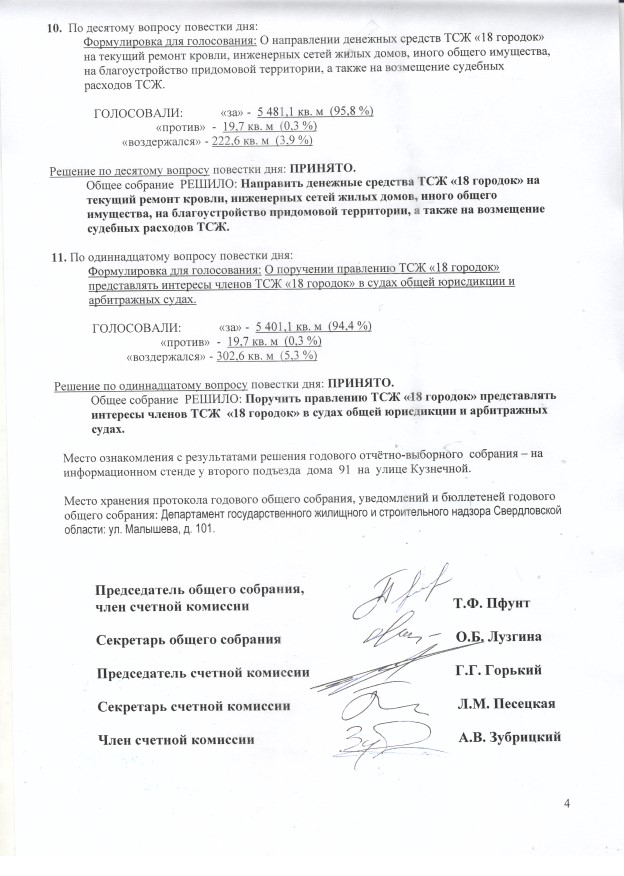 10. По десятому вопросу повестки дня:
Формулировка для голосования: О направлении денежных средств ТСЖ «18 городок»
на текущий ремонт кровли, инженерных сетей жилых домов, иного общего имущества,
на благоустройство придомовой территории, а также на возмещение судебных
расходов ТСЖ.
ГОЛОСОВАЛИ: «за» - 5 481,1 кв. м (95,8 %)
«против» - 19,7 кв. м (0,3 %)
«воздержался» - 222,6 кв. м (3,9 %)
Решение по десятому вопросу повестки дня: ПРИНЯТО.
Общее собрание РЕШИЛО: Направить денежные средства ТСЖ «18 городок» на
текущий ремонт кровли, инженерных сетей жилых домов, иного общего
имущества, на благоустройство придомовой территории, а также на возмещение
судебных расходов ТСЖ.
11. По одиннадцатому вопросу повестки дня:
Формулировка для голосования: О поручении правлению ТСЖ «18 городок»
представлять интересы членов ТСЖ «18 городок» в судах общей юрисдикции и
арбитражных судах.
ГОЛОСОВАЛИ: «за» - 5 401,1 кв. м (94,4 %)
«против» - 19,7 кв. м (0,3 %)
«воздержался» - 302,6 кв. м (5,3 %)
Решение по одиннадцатому вопросу повестки дня: ПРИНЯТО.
Общее собрание РЕШИЛО: Поручить правлению ТСЖ «18 городок» представлять
интересы членов ТСЖ «18 городок» в судах общей юрисдикции и арбитражных
судах.
Место ознакомления с результатами решения годового отчётно-выборного собрания – на
информационном стенде у второго подъезда дома 91 на улице Кузнечной.
Место хранения протокола годового общего собрания, уведомлений и бюллетеней годового
общего собрания: Департамент государственного жилищного и строительного надзора Свердловской
области: ул. Малышева, д. 101.
Председатель общего собрания,
член счетной комиссии Т.Ф. Пфунт
Секретарь общего собрания О.Б. Лузгина
Председатель счетной комиссии Г.Г. Горький
Секретарь счетной комиссии Л.М. Песецкая
Член счетной комиссии А.В. Зубрицкий
4